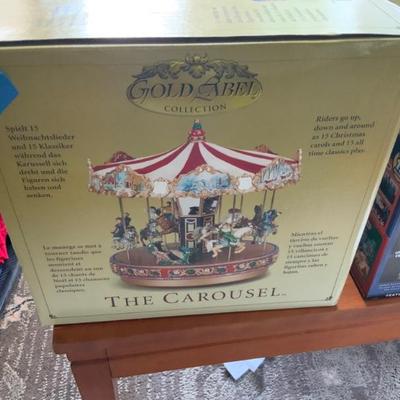 GOLD LABEL
COLLECTION
Spielt 15
Weihnachtslieder
und 15 Klassiker
während das
Karussell sich
dreht und die
Figuren sich
heben und
senken.
Riders go up,
down and around
as 15 Christmas
carols and 15 all
time classics play.
Le manège se met à
tourner tandis que
les figurines
montent et
descendent au son
de 15 chants de
Noël et 15 chansons
populaires
classiques.
Mientras el
tiovivo da vueltas
y vueltas suenan
15 villancicos y
15 canciones de
siempre y las
figuritas suben y
bajan.
THE CAROUSEL™